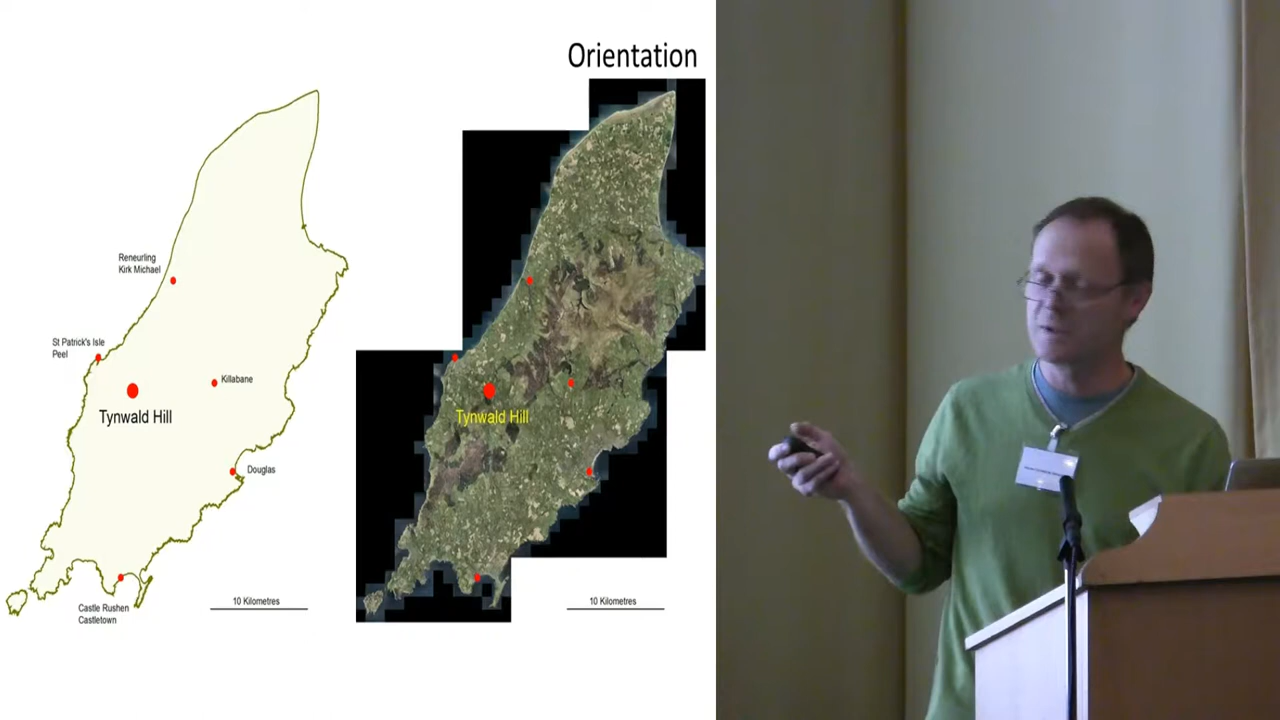 Orientation
Reneurling
Kirk Michael
St Patrick's Isle
Peel
Killabane
Tynwald Hill
Douglas
Castle Rushen
Castletown
10 Kilometres
Tynwald Hill
10 Kilometres